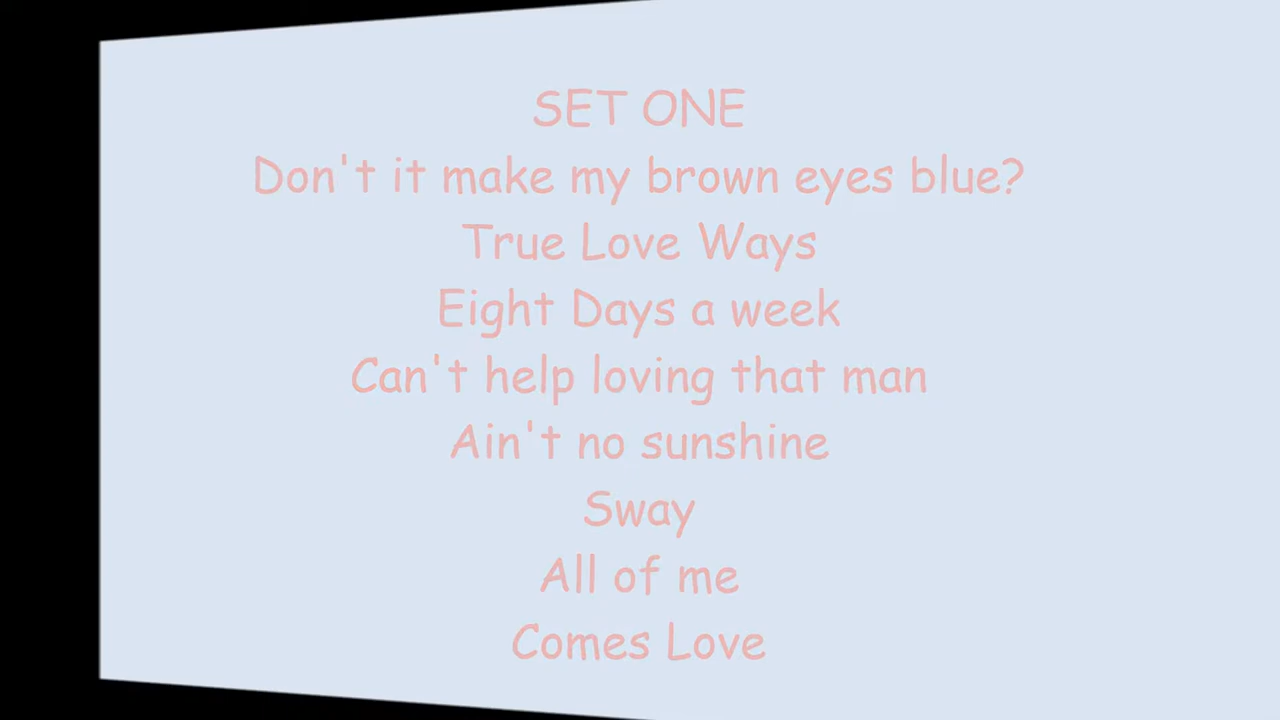 SET ONE
Don't it make my brown eyes blue?
True Love Ways
Eight Days a week
Can't help loving that man
Ain't no sunshine
Sway
All of me
Comes Love